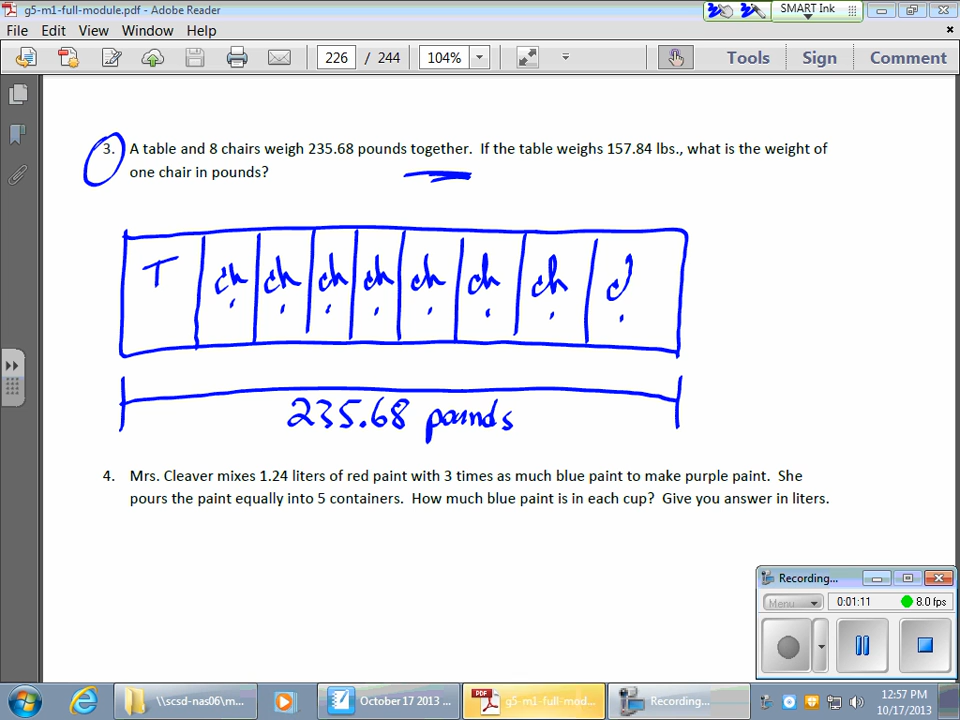 g5-m1-full-module.pdf - Adobe Reader
SMART Ink
File Edit View Window Help
226 / 244 104% Tools Sign Comment
3. A table and 8 chairs weigh 235.68 pounds together. If the table weighs 157.84 lbs., what is the weight of
one chair in pounds?
T ch ch ch ch ch ch ch
235.68 pounds
4. Mrs. Cleaver mixes 1.24 liters of red paint with 3 times as much blue paint to make purple paint. She
pours the paint equally into 5 containers. How much blue paint is in each cup? Give you answer in liters.
Recording...
Menu 0:01:11 8.0 fps
\\scsd-nas06\m... October 17 2013 ... PDF g5-m1-full-mod... Recording... 12:57 PM
10/17/2013